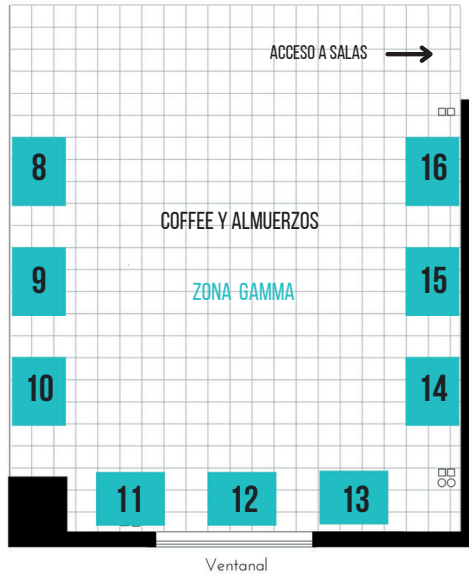 ACCESO A SALAS
8
16
COFFEE Y ALMUERZOS
9
ZONA GAMMA
15
10
14
11
12
13
Ventanal